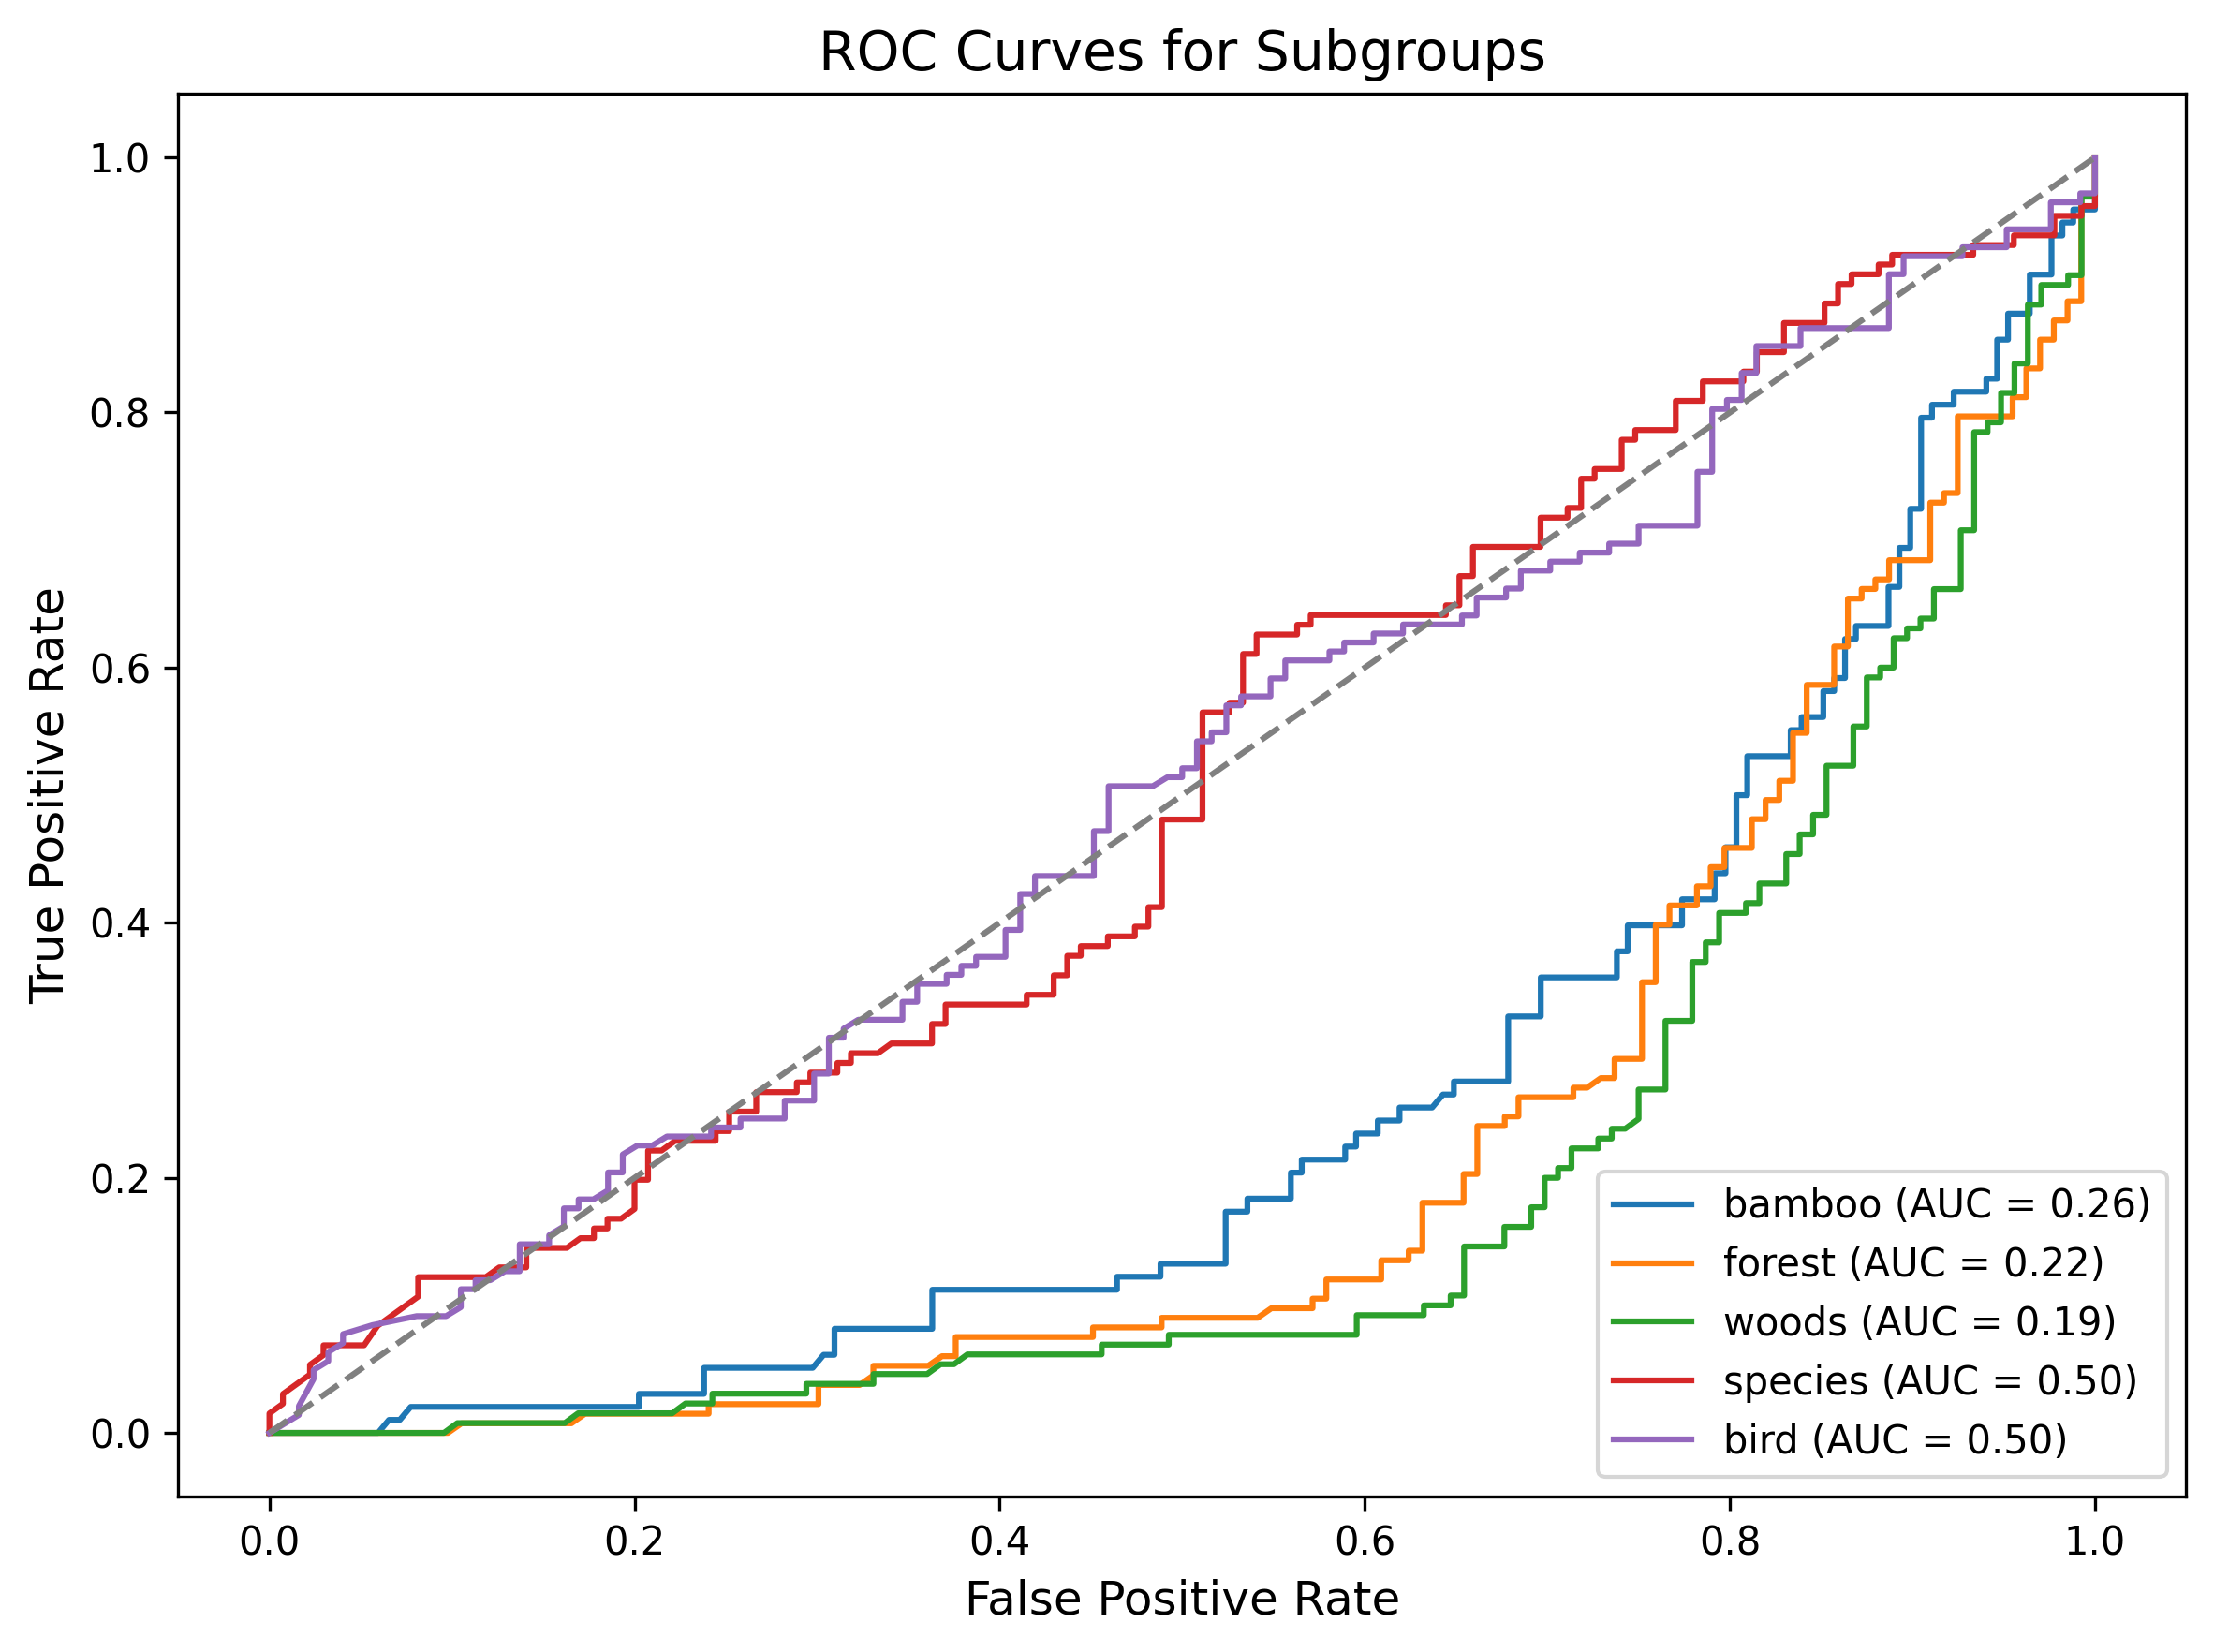 ROC Curves for Subgroups
True Positive Rate
1.0
0.8
0.6
0.4
0.2
0.0
0.0 0.2 0.4 0.6 0.8 1.0
False Positive Rate
bamboo (AUC = 0.26)
forest (AUC = 0.22)
woods (AUC = 0.19)
species (AUC = 0.50)
bird (AUC = 0.50)